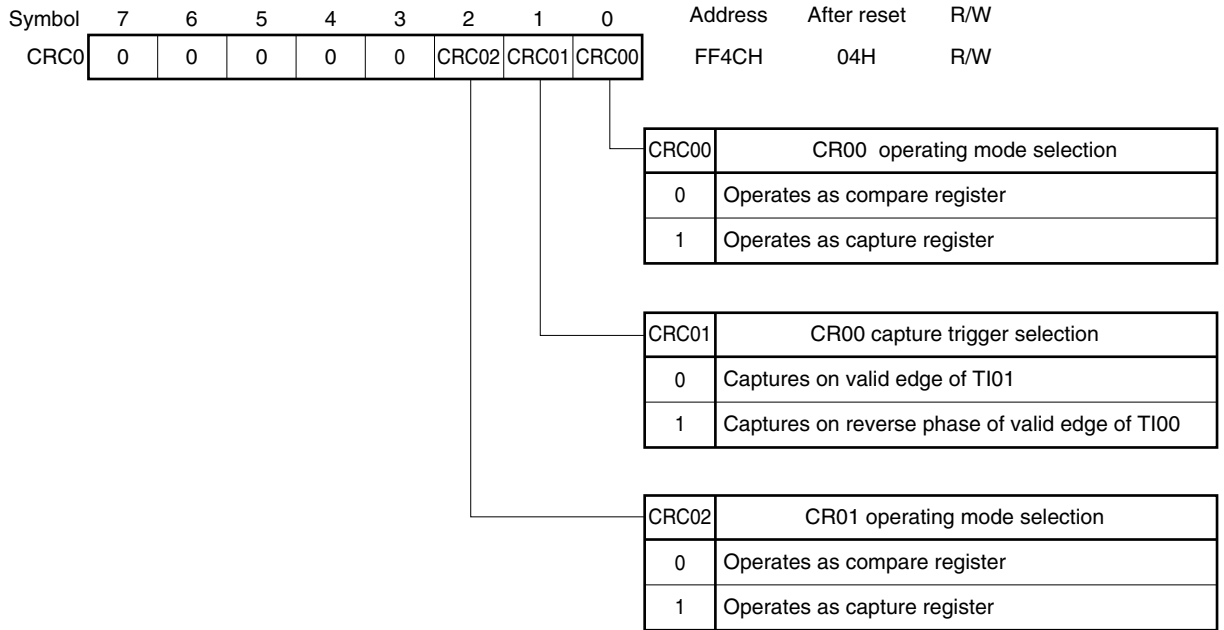 Symbol 7 6 5 4 3 2 1 0 Address After reset R/W
CRC0 0 0 0 0 0 CRC02 CRC01 CRC00 FF4CH 04H R/W
CRC00 CR00 operating mode selection
0 Operates as compare register
1 Operates as capture register
CRC01 CR00 capture trigger selection
0 Captures on valid edge of TI01
1 Captures on reverse phase of valid edge of TI00
CRC02 CR01 operating mode selection
0 Operates as compare register
1 Operates as capture register